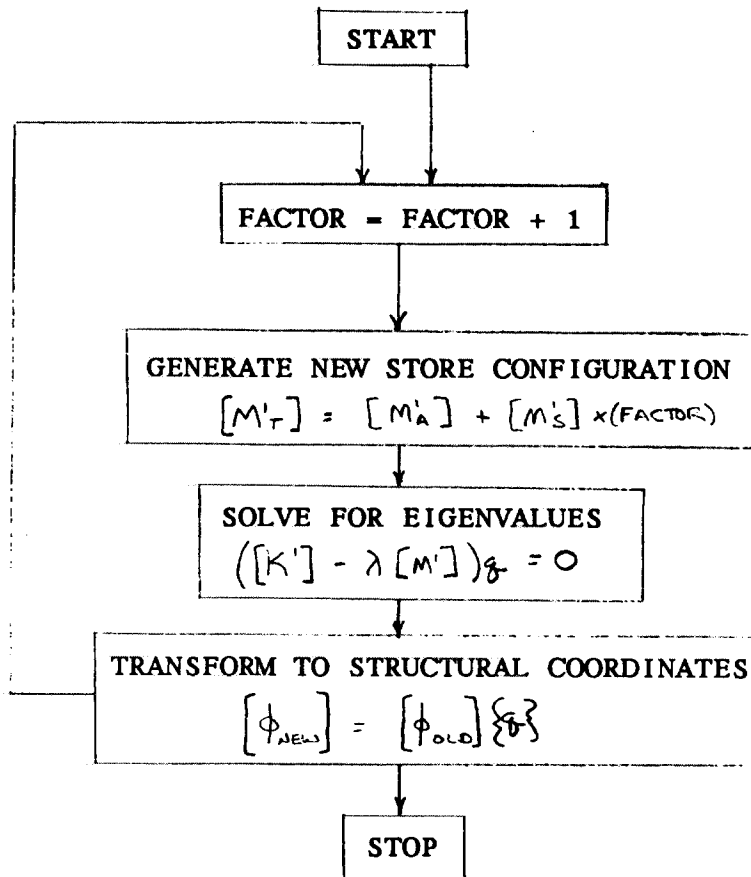 START
FACTOR = FACTOR + 1
GENERATE NEW STORE CONFIGURATION
[M'T] = [M'A] + [M'S] x(FACTOR)
SOLVE FOR EIGENVALUES
([K'] - λ [M'])q = 0
TRANSFORM TO STRUCTURAL COORDINATES
[ϕNEW] = [ϕOLD]{q}
STOP